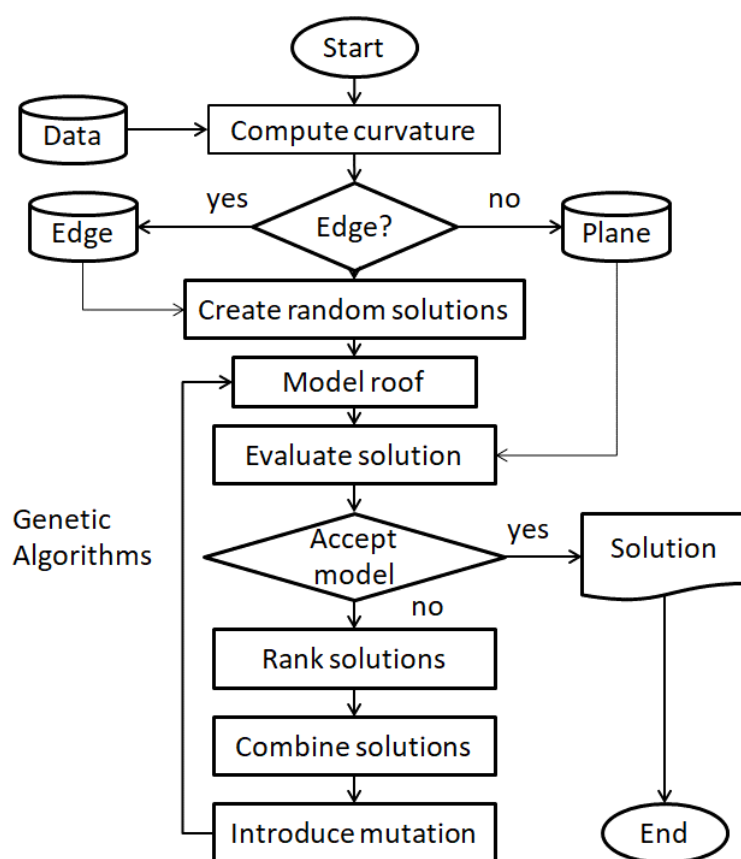 Start
Data
Compute curvature
yes
no
Edge
Edge?
Plane
Create random solutions
Model roof
Evaluate solution
Genetic
Algorithms
Accept
model
yes
Solution
no
Rank solutions
Combine solutions
Introduce mutation
End